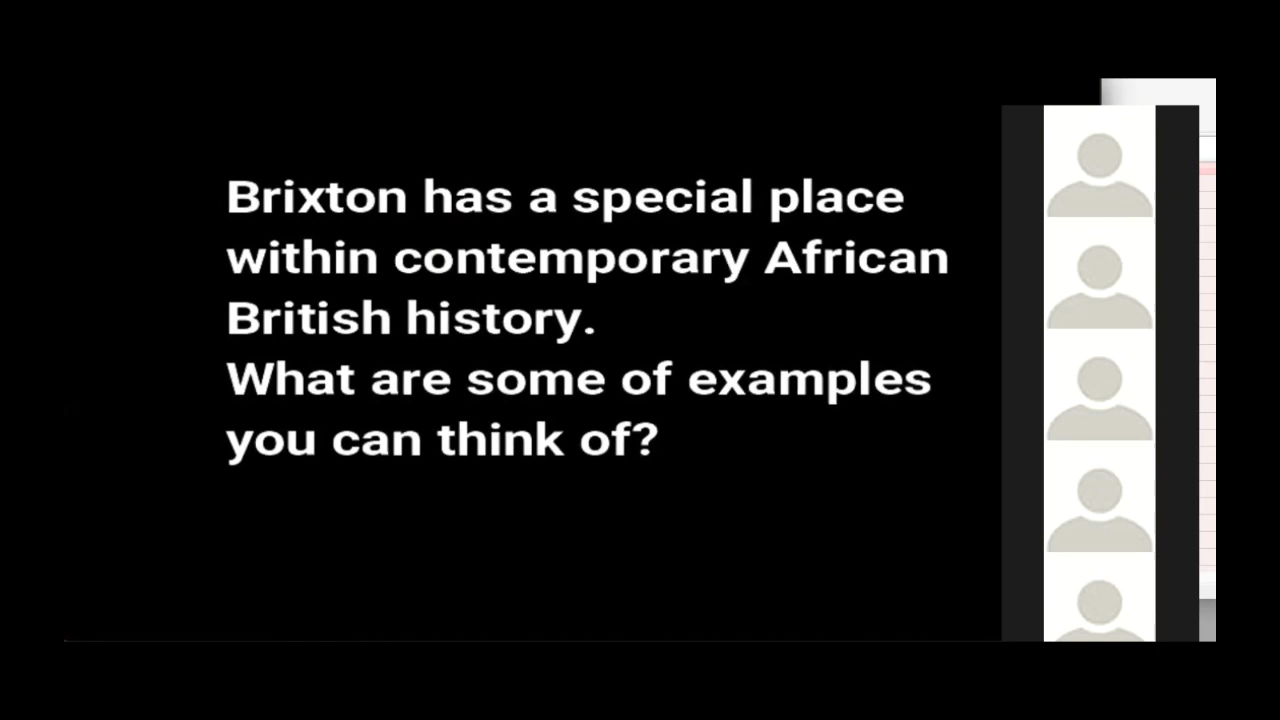 Brixton has a special place
within contemporary African
British history.
What are some of examples
you can think of?